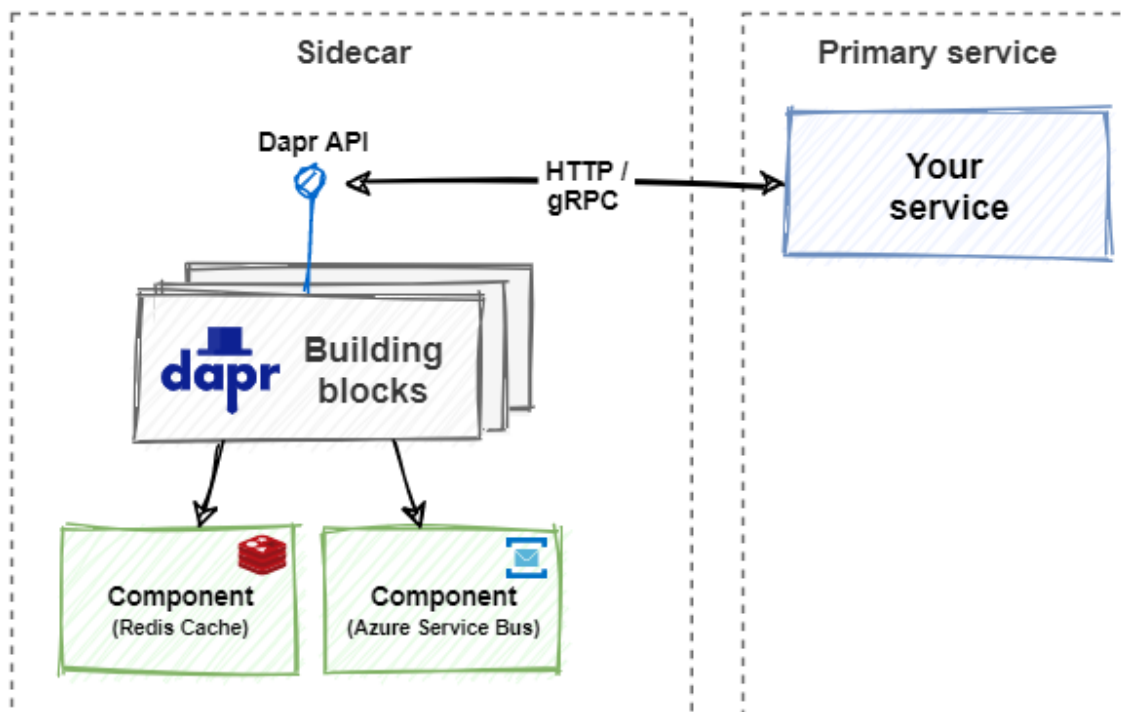 Sidecar
Primary service
Dapr API
HTTP /
gRPC
Your
service
dapr
Building
blocks
Component
(Redis Cache)
Component
(Azure Service Bus)